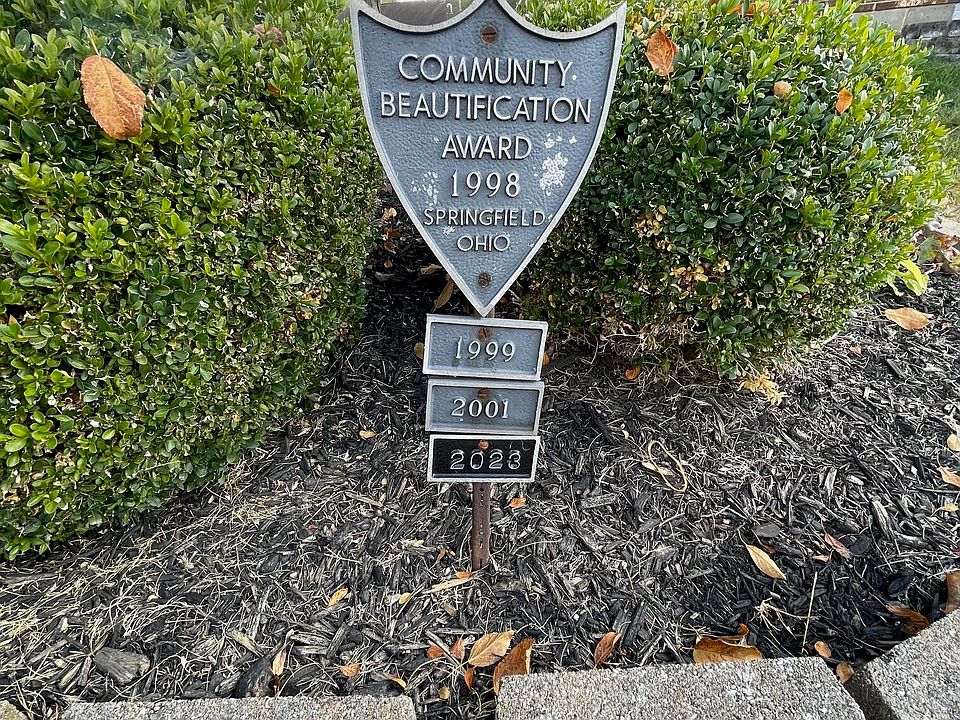 COMMUNITY
BEAUTIFICATION
AWARD
1998
SPRINGFIELD
OHIO
1999
2001
2023